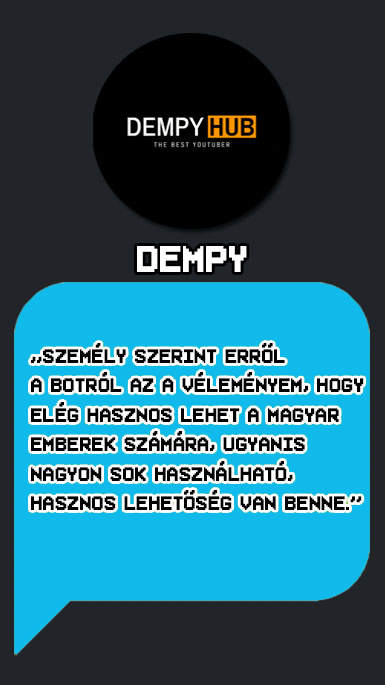 DEMPY HUB
THE BEST YOUTUBER
DEMPY
„SZEMÉLY SZERINT ERRŐL
A BOTRÓL AZ A VÉLEMÉNYEM, HOGY
ELÉG HASZNOS LEHET A MAGYAR
EMBEREK SZÁMÁRA, UGYANIS
NAGYON SOK HASZNÁLHATÓ,
HASZNOS LEHETŐSÉG VAN BENNE.”